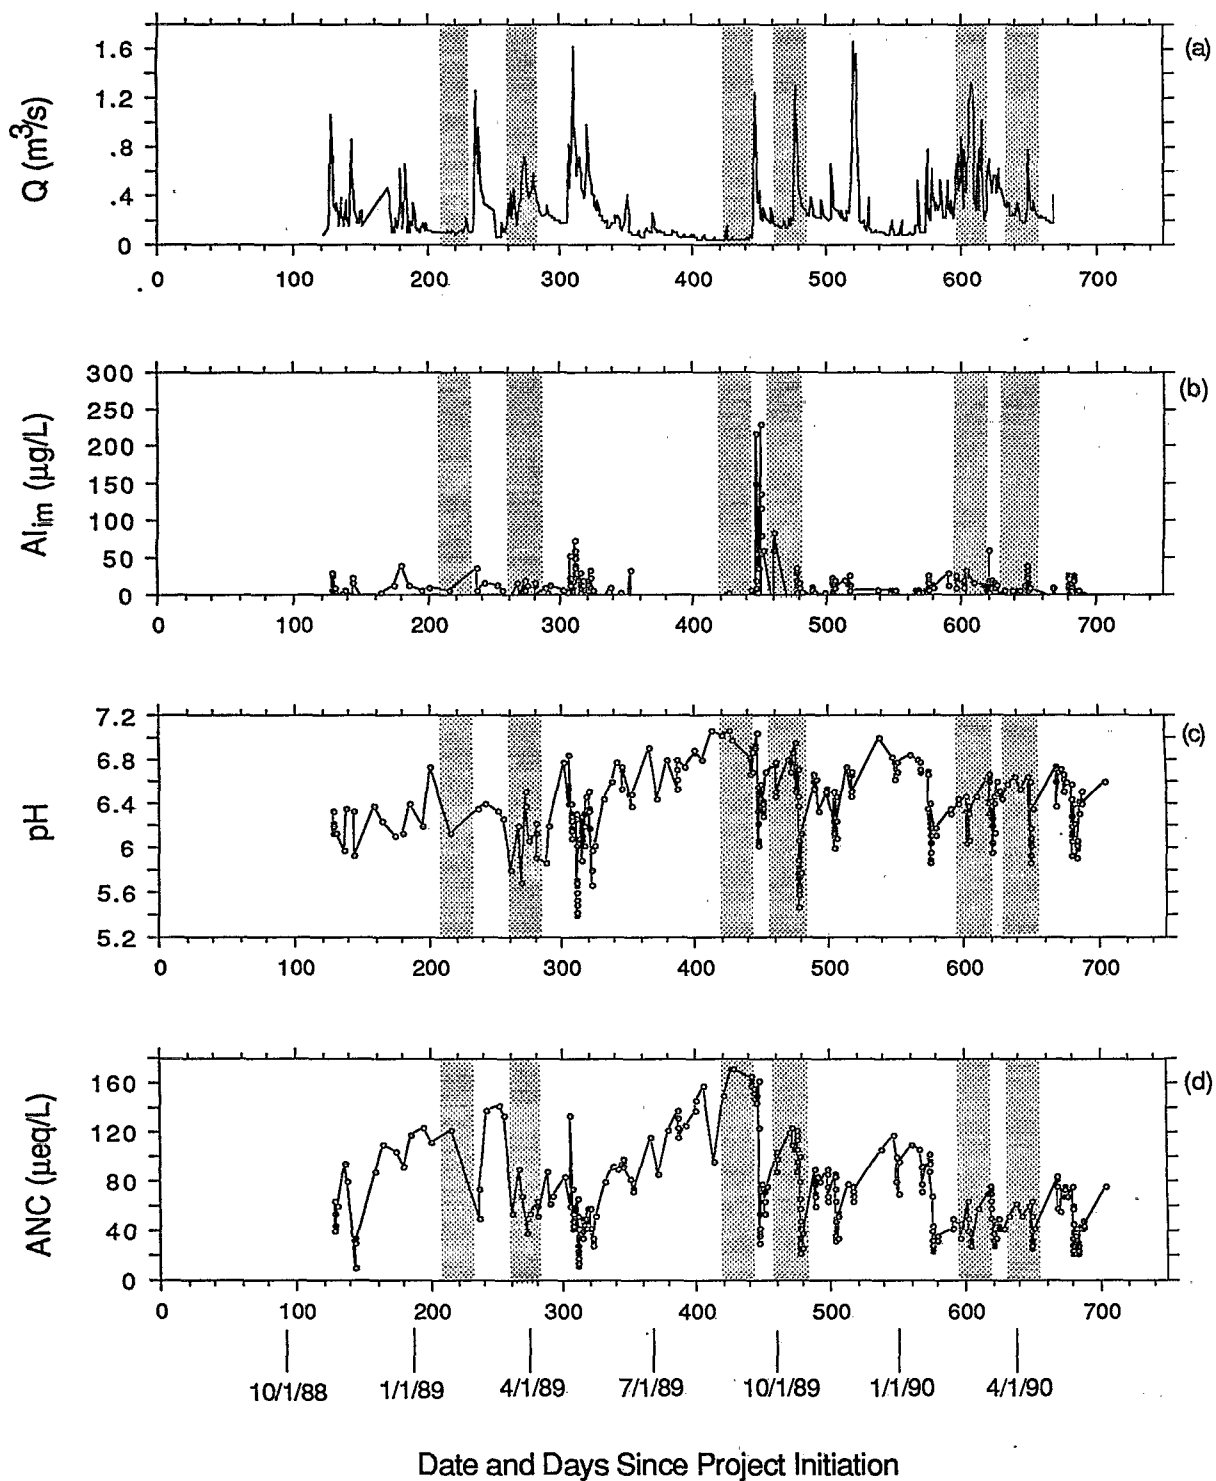 (a)
Q (m3/s)
1.6
1.2
.8
.4
0
0 100 200 300 400 500 600 700
(b)
Alim (µg/L)
300
250
200
150
100
50
0
0 100 200 300 400 500 600 700
(c)
pH
7.2
6.8
6.4
6
5.6
5.2
0 100 200 300 400 500 600 700
(d)
ANC (µeq/L)
160
120
80
40
0
0 100 200 300 400 500 600 700
10/1/88 1/1/89 4/1/89 7/1/89 10/1/89 1/1/90 4/1/90
Date and Days Since Project Initiation